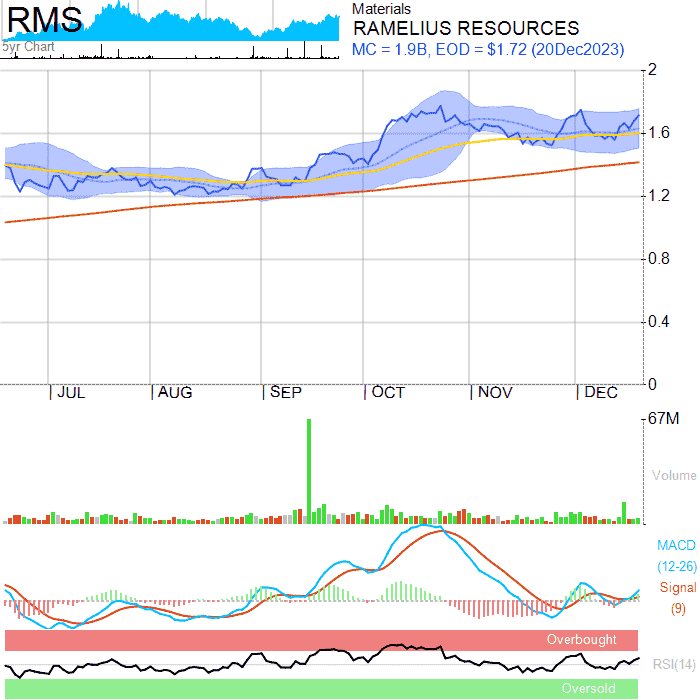 RMS
5yr Chart
Materials
RAMELIUS RESOURCES
MC = 1.9B, EOD = $1.72 (20Dec2023)
2
1.6
1.2
0.8
0.4
0
JUL AUG SEP OCT NOV DEC
67M
Volume
MACD
(12-26)
Signal
(9)
Overbought
RSI(14)
Oversold